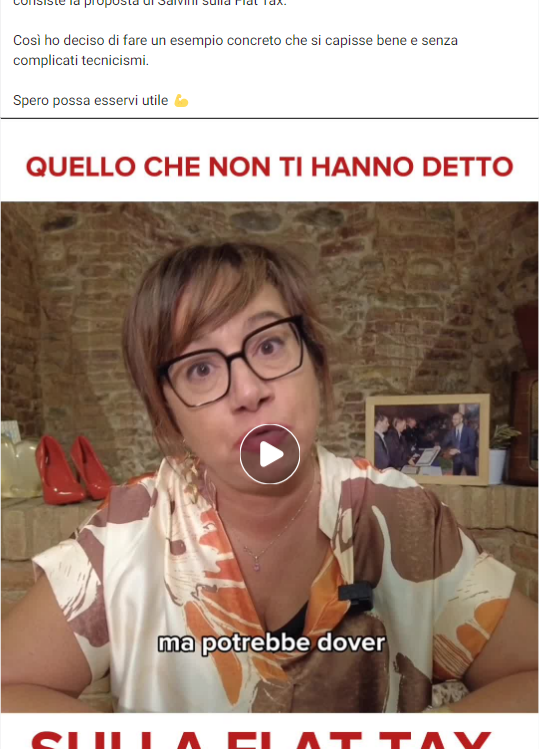 consiste la proposta di Salvini sulla Flat Tax.
Così ho deciso di fare un esempio concreto che si capisse bene e senza
complicati tecnicismi.
Spero possa esservi utile 💪
QUELLO CHE NON TI HANNO DETTO
ma potrebbe dover
SULLA FLAT TAX